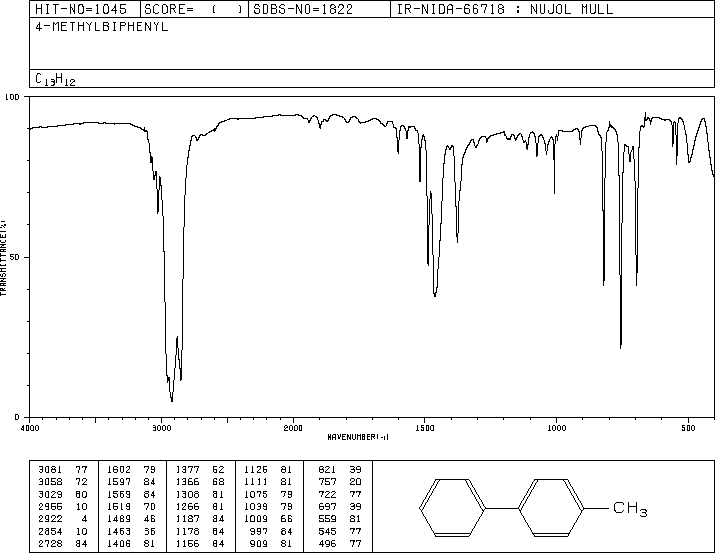 HIT-NO=1045 SCORE= ( ) SDBS-NO=1822 IR-NIDA-66718 : NUJOL MULL
4-METHYLBIPHENYL
C13H12
100
TRANSMITTANCE(%)
50
0
4000 3000 2000 1500 1000 500
WAVENUMBER(-1)
3081 77 1602 79 1377 52 1126 81 821 39
3058 72 1597 84 1366 68 1111 81 757 20
3029 60 1569 84 1308 81 1075 79 722 77
2955 10 1519 70 1266 81 1039 79 697 39
2922 4 1489 46 1187 84 1009 66 559 81
2854 10 1463 36 1178 84 997 84 545 77
2728 84 1406 81 1156 84 909 81 496 77
CH3